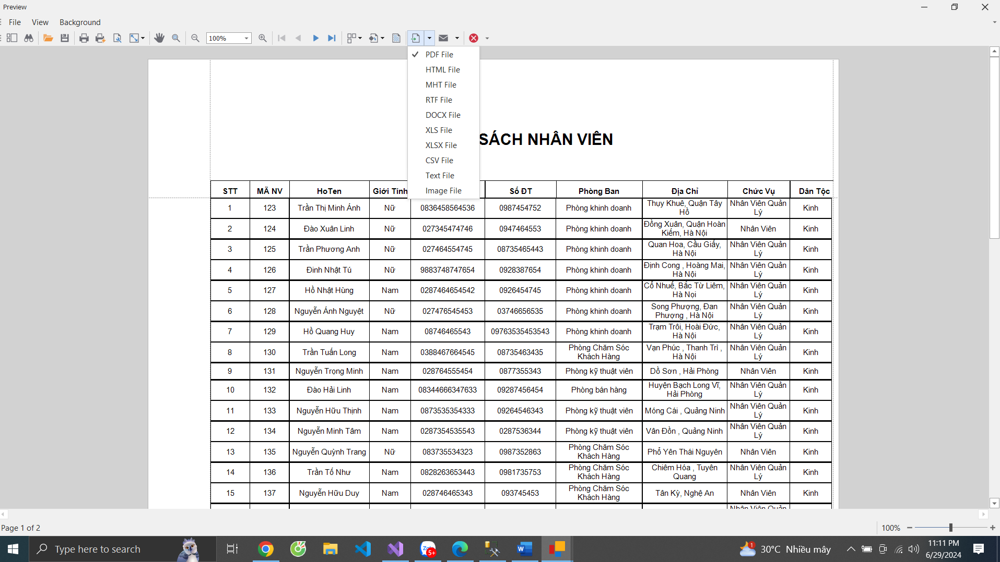 Preview
File View Background
100%
PDF File
HTML File
MHT File
RTF File
DOCX File
XLS File
XLSX File
CSV File
Text File
Image File
SÁCH NHÂN VIÊN
STT MÃ NV HoTen Giới Tính Số ĐT Phòng Ban Địa Chỉ Chức Vụ Dân Tộc
1 123 Trần Thị Minh Ánh Nữ 0836458564536 0987454752 Phòng khinh doanh Thụy Khuê, Quận Tây Hồ Nhân Viên Quản Lý Kinh
2 124 Đào Xuân Linh Nữ 027345474746 0947464553 Phòng khinh doanh Đồng Xuân, Quận Hoàn Kiếm, Hà Nội Nhân Viên Kinh
3 125 Trần Phương Anh Nữ 027464554745 08735465443 Phòng khinh doanh Quan Hoa, Cầu Giấy, Hà Nội Nhân Viên Quản Lý Kinh
4 126 Đinh Nhật Tú Nữ 9883748747654 0928387654 Phòng khinh doanh Định Cong , Hoàng Mai, Hà Nội Nhân Viên Quản Lý Kinh
5 127 Hồ Nhật Hùng Nam 0287464654542 0926454745 Phòng khinh doanh Cổ Nhuế, Bắc Từ Liêm, Hà Nọi Nhân Viên Quản Lý Kinh
6 128 Nguyễn Ánh Nguyệt Nữ 027476545453 03746656535 Phòng khinh doanh Song Phượng, Đan Phượng , Hà Nội Nhân Viên Quản Lý Kinh
7 129 Hồ Quang Huy Nam 08746465543 09763535453543 Phòng khinh doanh Trạm Trôi, Hoài Đức, Hà Nội Nhân Viên Quản Lý Kinh
8 130 Trần Tuấn Long Nam 0388467664545 08735463435 Phòng Chăm Sóc Khách Hàng Vạn Phúc , Thanh Trì , Hà Nội Nhân Viên Quản Lý Kinh
9 131 Nguyễn Trọng Minh Nam 028764555454 0877355343 Phòng kỹ thuật viên Dồ Sơn , Hải Phòng Nhân Viên Kinh
10 132 Đào Hải Linh Nam 08344666347633 09287456454 Phòng bán hàng Huyện Bạch Long Vĩ, Hải Phòng Nhân Viên Quản Lý Kinh
11 133 Nguyễn Hữu Thịnh Nam 0873535354333 09264546343 Phòng kỹ thuật viên Móng Cái , Quảng Ninh Nhân Viên Quản Lý Kinh
12 134 Nguyễn Minh Tâm Nam 0287354535543 0287536344 Phòng kỹ thuật viên Vân Đồn , Quảng Ninh Nhân Viên Quản Lý Kinh
13 135 Nguyễn Quỳnh Trang Nữ 083735534323 0987352863 Phòng Chăm Sóc Khách Hàng Phổ Yên Thái Nguyên Nhân Viên Kinh
14 136 Trần Tố Như Nam 0828263653443 0981735753 Phòng Chăm Sóc Khách Hàng Chiêm Hóa , Tuyên Quang Nhân Viên Quản Lý Kinh
15 137 Nguyễn Hữu Duy Nam 028746465343 093745453 Phòng Chăm Sóc Khách Hàng Tân Kỳ, Nghệ An Nhân Viên Kinh
Nhân Viên Quản
Page 1 of 2 100%
Type here to search 5+ 1 30°C Nhiều mây 11:11 PM
6/29/2024